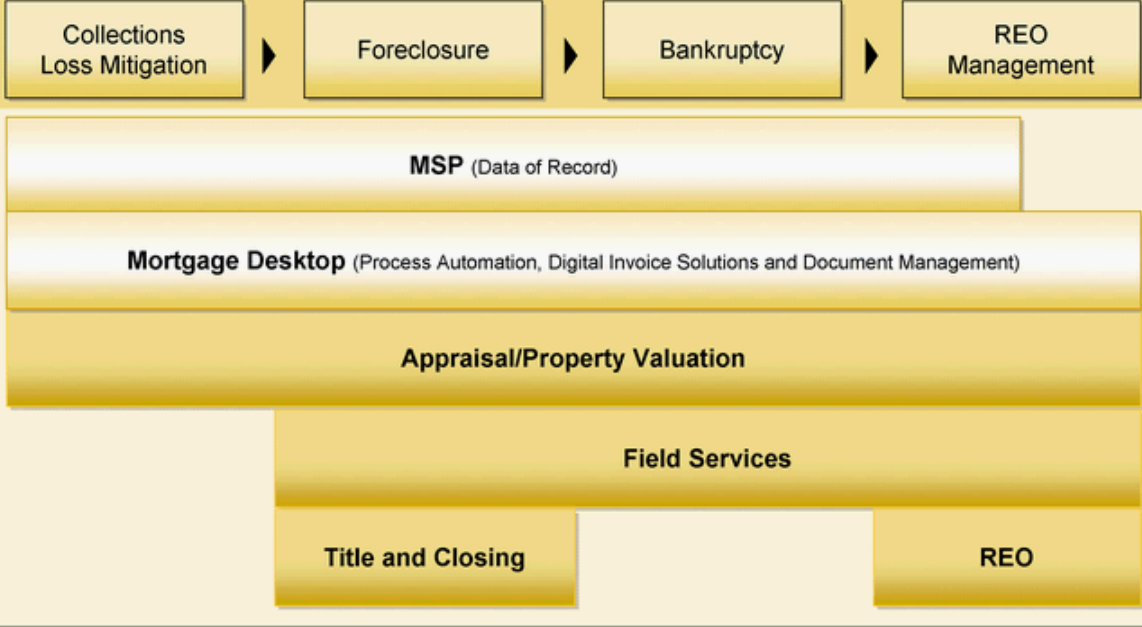 Collections
Loss Mitigation
Foreclosure
Bankruptcy
REO
Management
MSP (Data of Record)
Mortgage Desktop (Process Automation, Digital Invoice Solutions and Document Management)
Appraisal/Property Valuation
Field Services
Title and Closing
REO